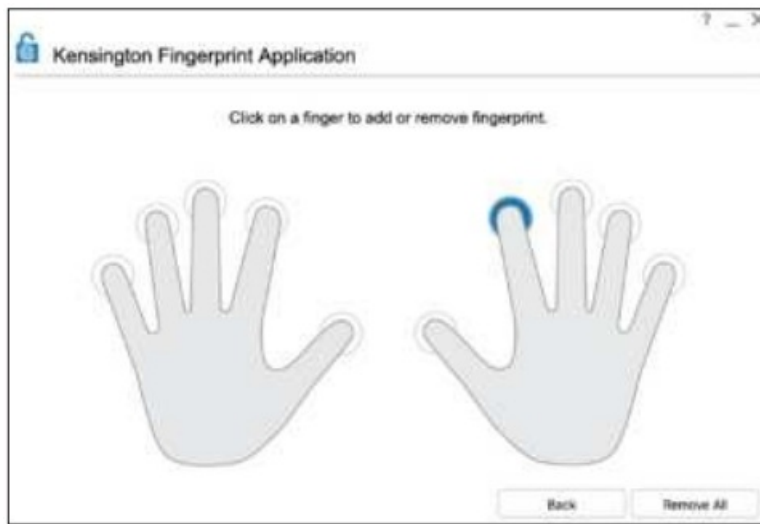 ? _ X
Kensington Fingerprint Application
Click on a finger to add or remove fingerprint.
Back Remove All